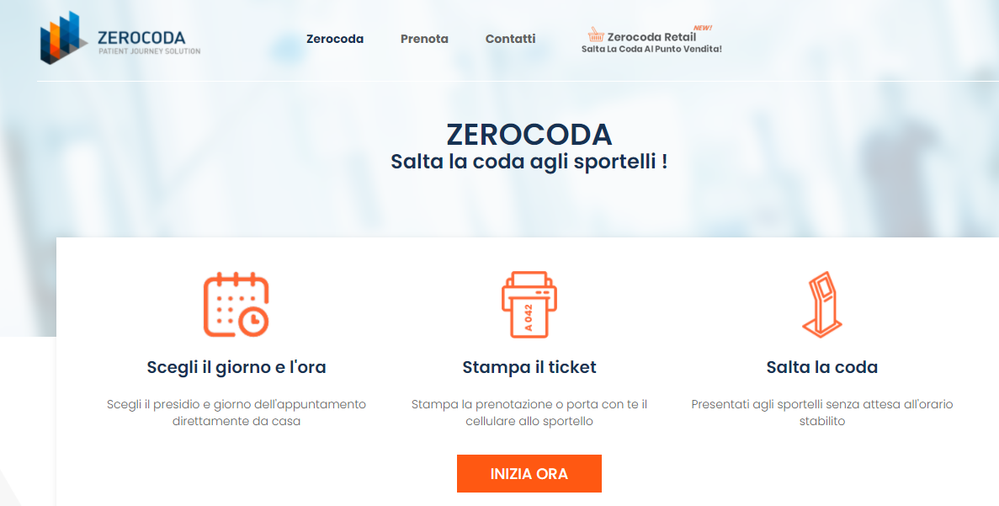 ZEROCODA
PATIENT JOURNEY SOLUTION
Zerocoda
Prenota
Contatti
NEW!
Zerocoda Retail
Salta La Coda Al Punto Vendita!
ZEROCODA
Salta la coda agli sportelli !
A 042
Scegli il giorno e l'ora
Scegli il presidio e giorno dell'appuntamento
direttamente da casa
Stampa il ticket
Stampa la prenotazione o porta con te il
cellulare allo sportello
Salta la coda
Presentati agli sportelli senza attesa all'orario
stabilito
INIZIA ORA